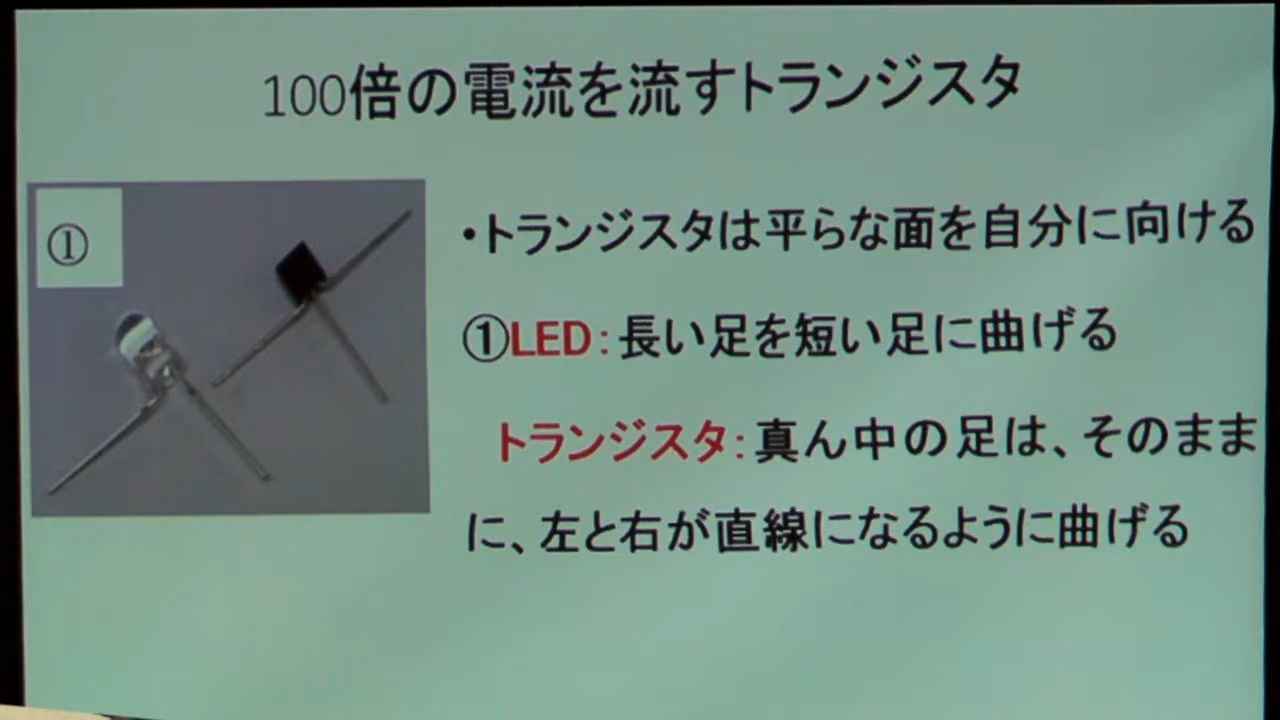 100倍の電流を流すトランジスタ
①
・トランジスタは平らな面を自分に向ける
①LED：長い足を短い足に曲げる
トランジスタ：真ん中の足は、そのまま
に、左と右が直線になるように曲げる